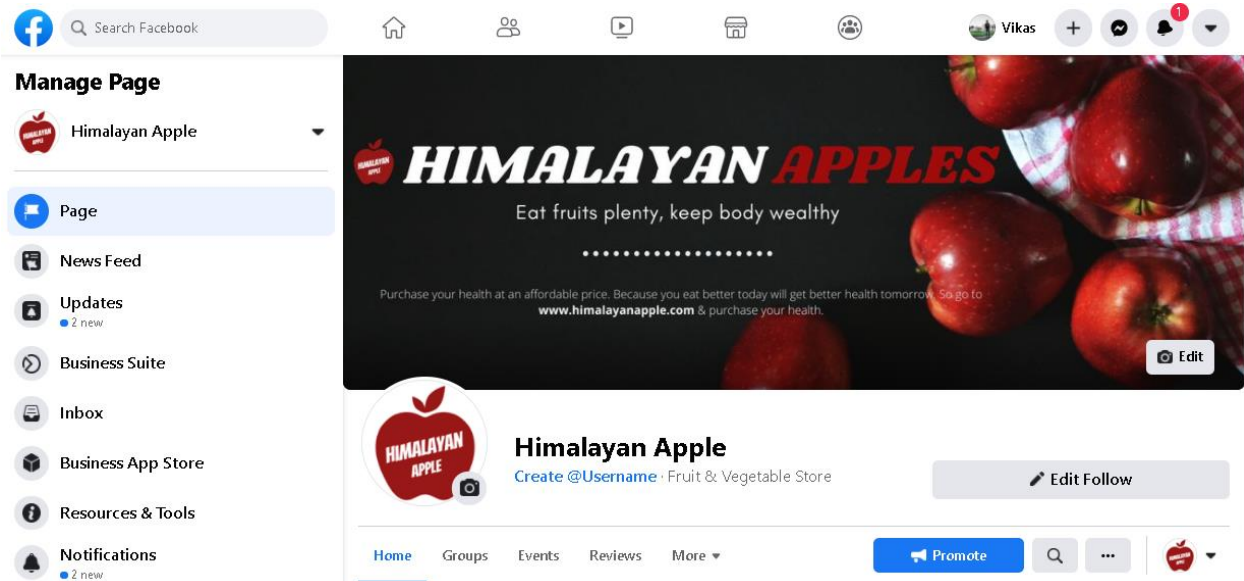 Search Facebook
Vikas
1
Manage Page
HIMALAYAN
APPLE
Himalayan Apple
Page
News Feed
Updates
2 new
Business Suite
Inbox
Business App Store
Resources & Tools
Notifications
2 new
HIMALAYAN
APPLE
HIMALAYAN APPLES
Eat fruits plenty, keep body wealthy
Purchase your health at an affordable price. Because you eat better today will get better health tomorrow. So go to
www.himalayanapple.com & purchase your health.
Edit
HIMALAYAN
APPLE
Himalayan Apple
Create @Username · Fruit & Vegetable Store
Edit Follow
Home Groups Events Reviews More
Promote
HIMALAYAN
APPLE